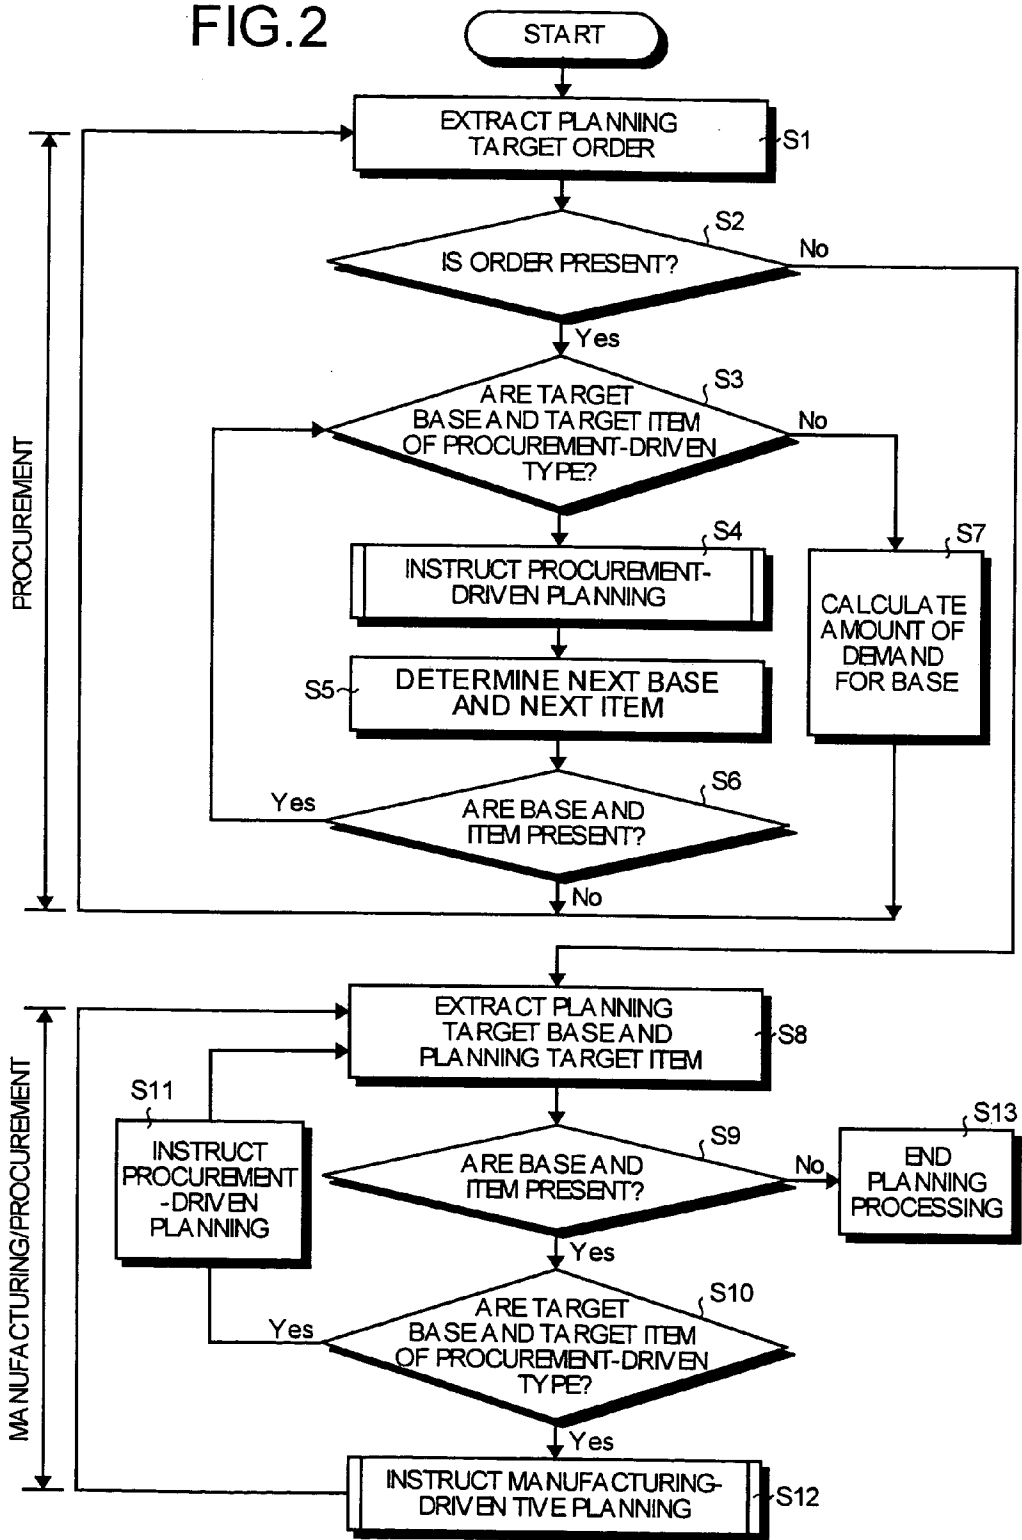 FIG.2
START
EXTRACT PLANNING
TARGET ORDER
S1
S2
IS ORDER PRESENT?
No
Yes
S3
ARE TARGET
BASE AND TARGET ITEM
OF PROCUREMENT-DRIVEN
TYPE?
No
PROCUREMENT
S4
INSTRUCT PROCUREMENT-
DRIVEN PLANNING
S7
CALCULATE
AMOUNT OF
DEMAND
FOR BASE
S5
DETERMINE NEXT BASE
AND NEXT ITEM
S6
Yes
ARE BASE AND
ITEM PRESENT?
No
EXTRACT PLANNING
TARGET BASE AND
PLANNING TARGET ITEM
S8
MANUFACTURING/PROCUREMENT
S11
INSTRUCT
PROCUREMENT
-DRIVEN
PLANNING
S9
ARE BASE AND
ITEM PRESENT?
No
S13
END
PLANNING
PROCESSING
Yes
S10
ARE TARGET
BASE AND TARGET ITEM
OF PROCUREMENT-DRIVEN
TYPE?
Yes
Yes
INSTRUCT MANUFACTURING-
DRIVEN TIVE PLANNING
S12